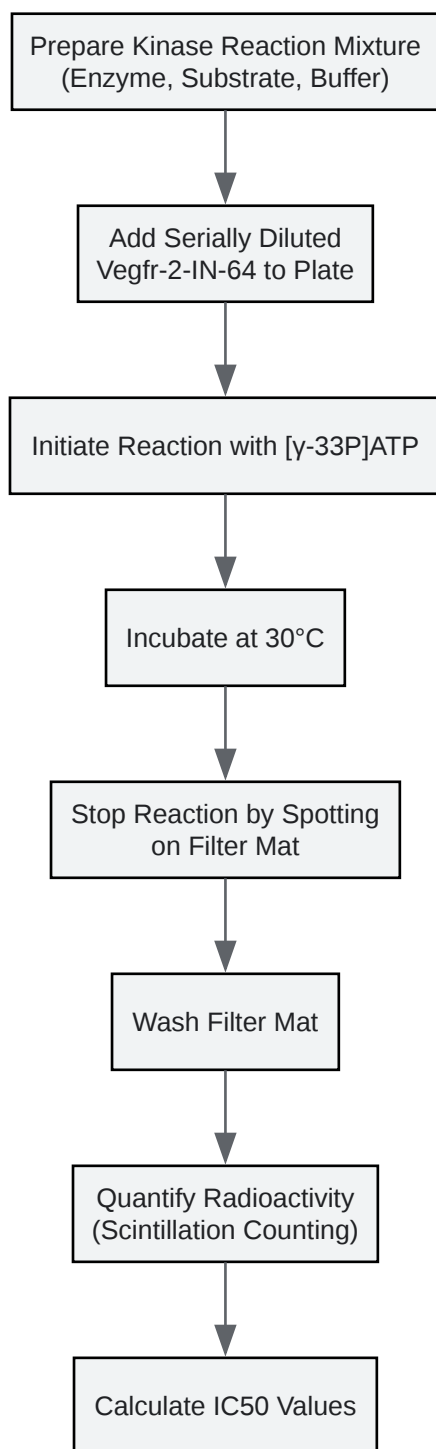 Prepare Kinase Reaction Mixture
(Enzyme, Substrate, Buffer)
Add Serially Diluted
Vegfr-2-IN-64 to Plate
Initiate Reaction with [γ-33P]ATP
Incubate at 30°C
Stop Reaction by Spotting
on Filter Mat
Wash Filter Mat
Quantify Radioactivity
(Scintillation Counting)
Calculate IC50 Values